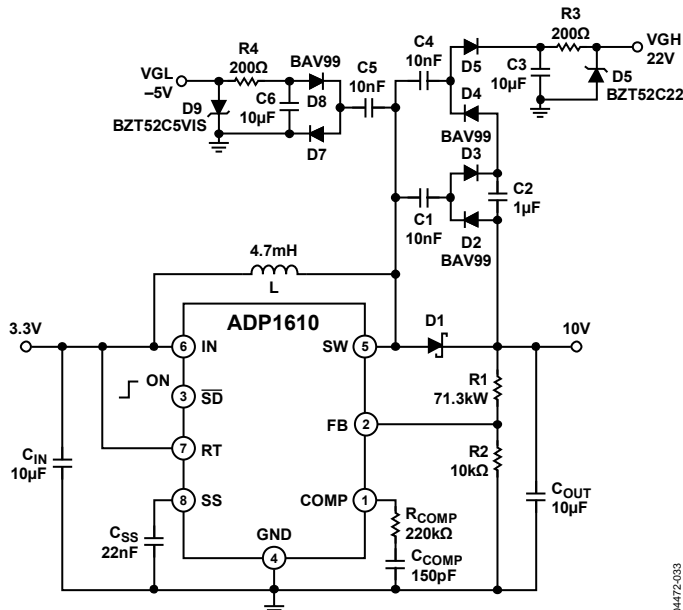 R3
200Ω
VGH
22V
C4
10nF
D5
C3
10µF
D5
BZT52C22
BAV99
R4
200Ω
VGL
–5V
C5
10nF
D8
C6
10µF
D9
BZT52C5VIS
D7
D4
BAV99
D3
C2
1µF
C1
10nF
D2
BAV99
4.7mH
L
ADP1610
3.3V
IN
6
SW
5
D1
10V
ON
SD
3
R1
71.3kW
FB
2
RT
7
R2
10kΩ
CIN
10µF
SS
8
COMP
1
COUT
10µF
RCOMP
220kΩ
CSS
22nF
GND
4
CCOMP
150pF
04472-033